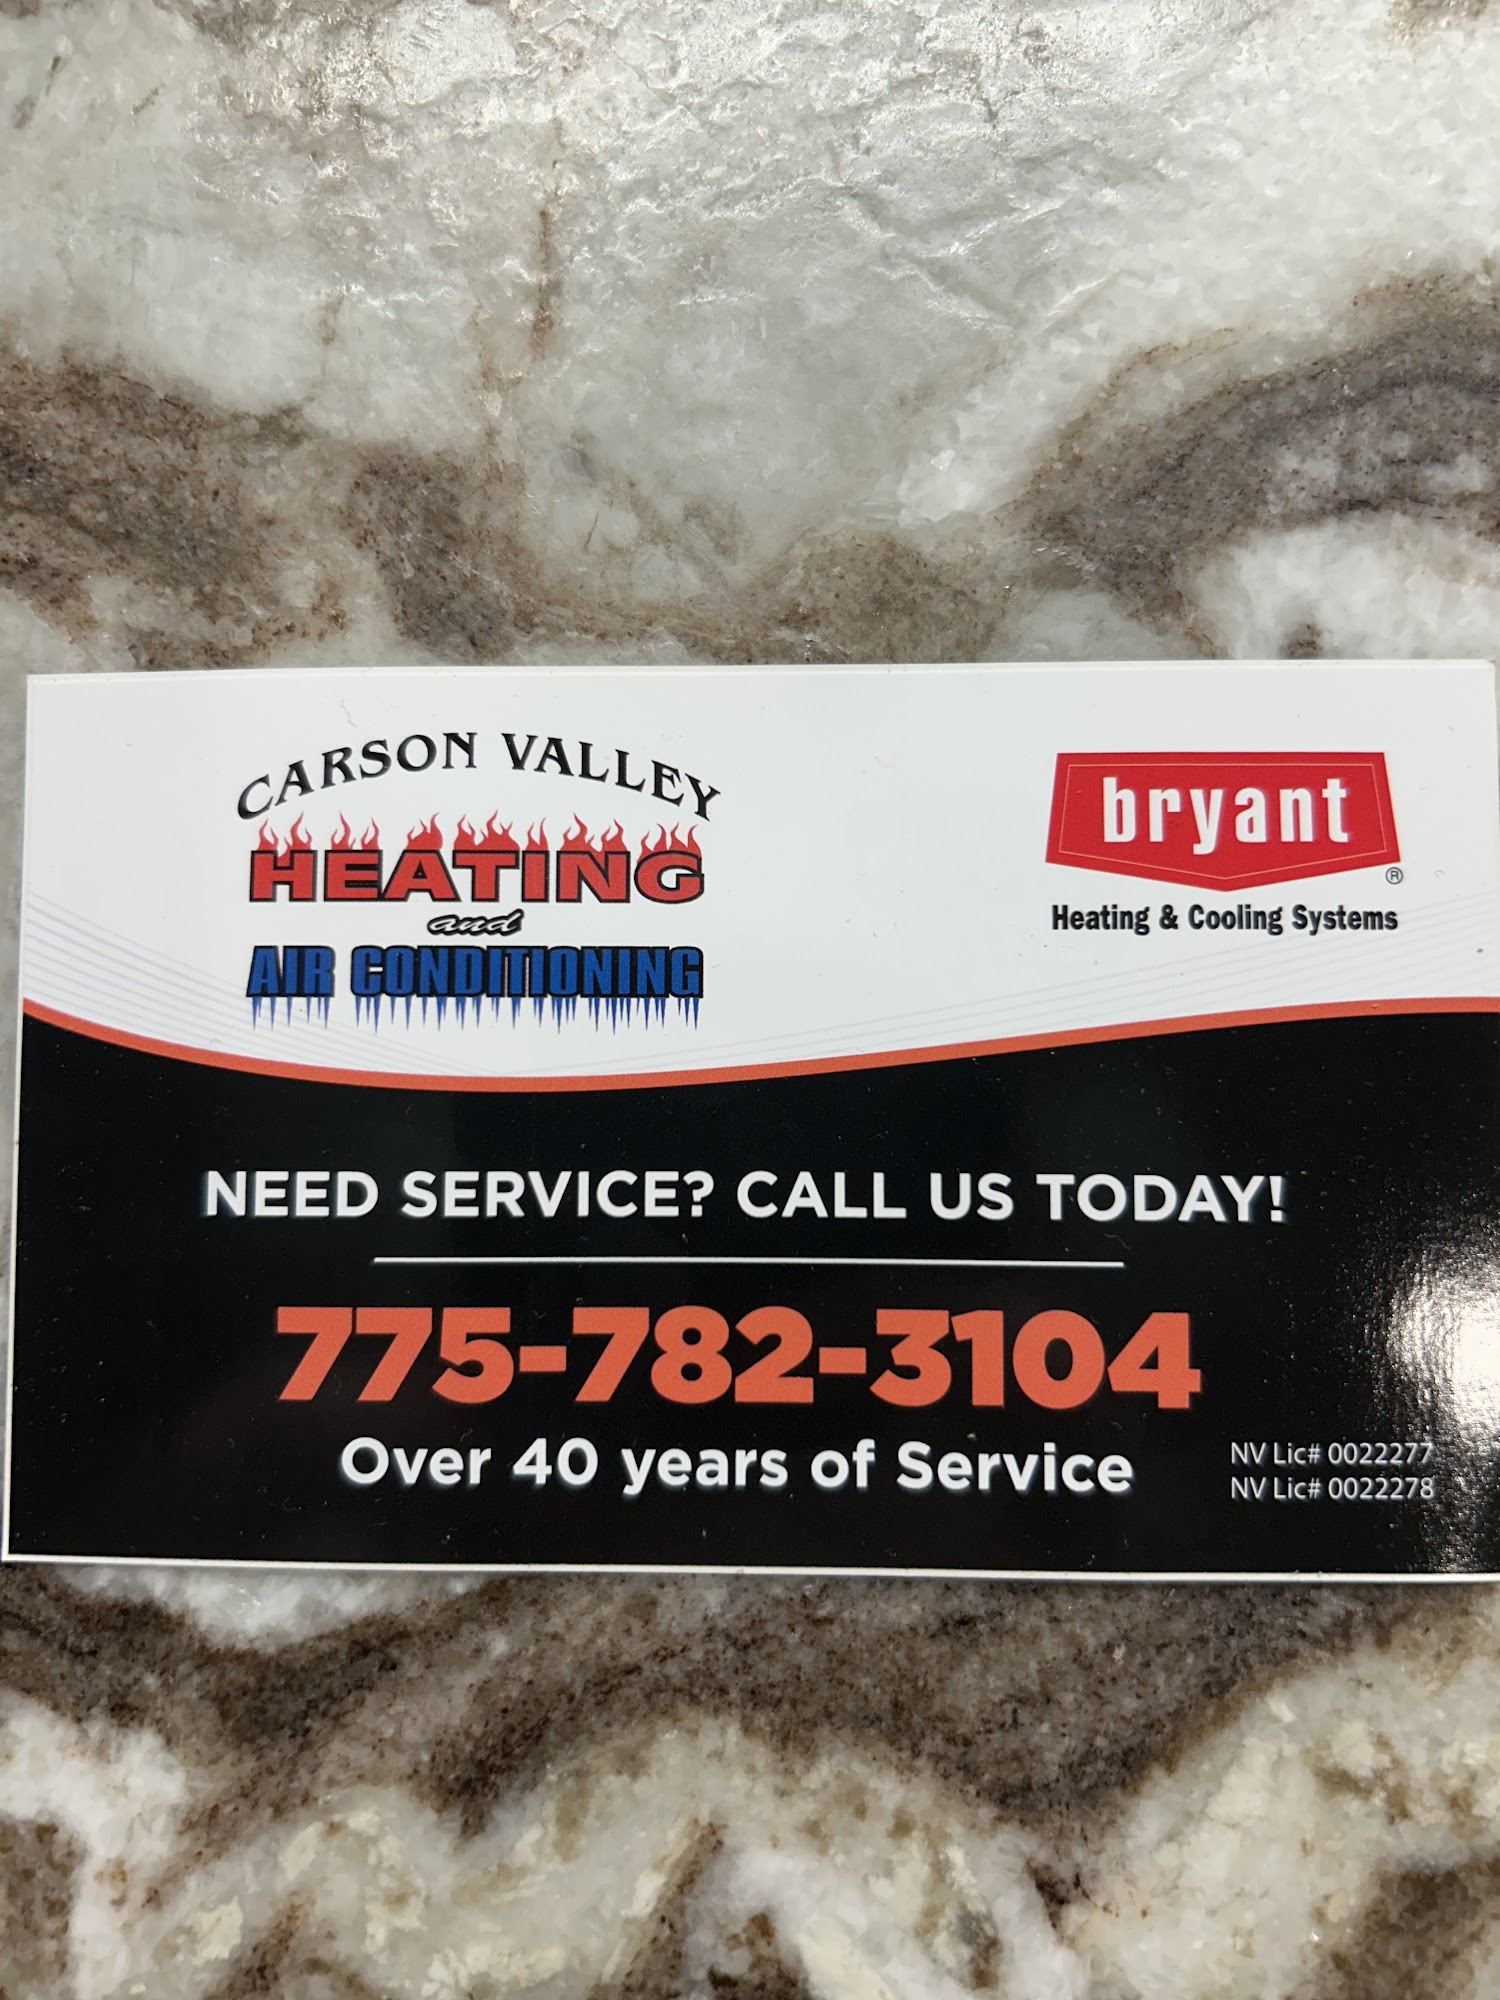 CARSON VALLEY
HEATING
and
AIR CONDITIONING
bryant
®
Heating & Cooling Systems
NEED SERVICE? CALL US TODAY!
775-782-3104
Over 40 years of Service
NV Lic# 0022277
NV Lic# 0022278